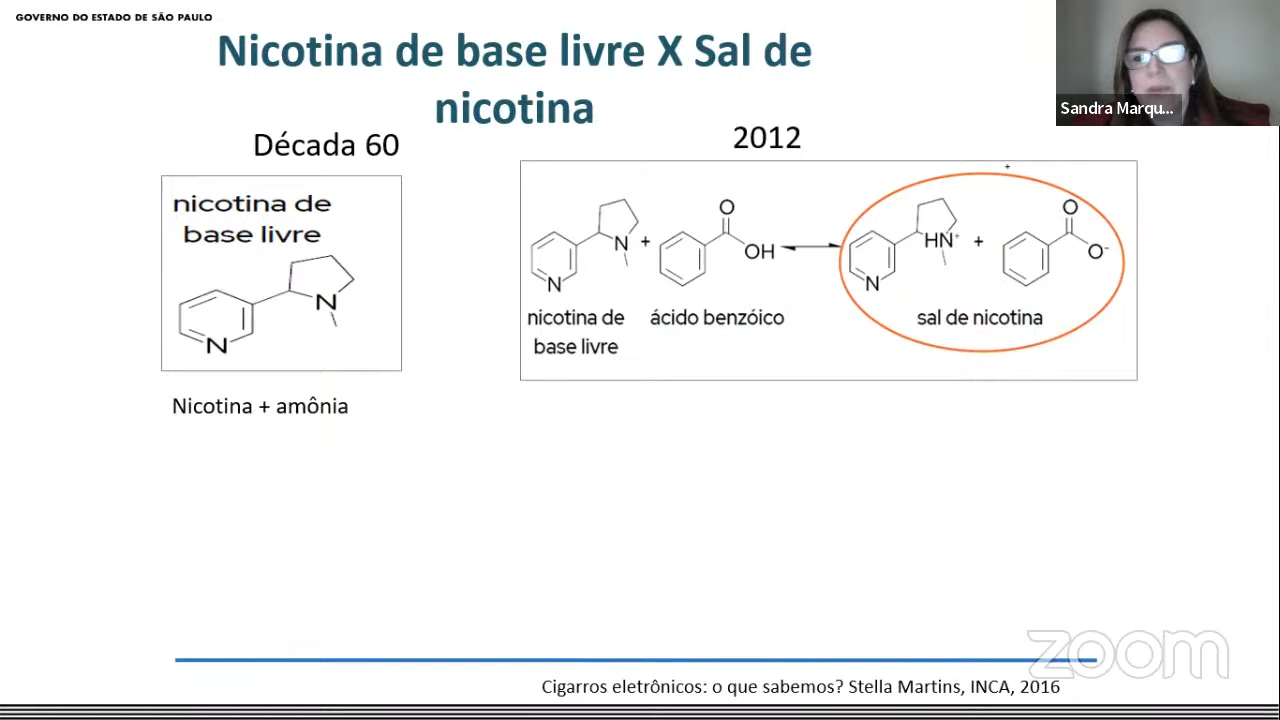 GOVERNO DO ESTADO DE SÃO PAULO
Nicotina de base livre X Sal de
nicotina
Sandra Marqu...
Década 60
2012
nicotina de
base livre
N
N
Nicotina + amônia
N
N
+
O
OH
HN+
N
+
O
O-
+
nicotina de
base livre
ácido benzóico
sal de nicotina
zoom
Cigarros eletrônicos: o que sabemos? Stella Martins, INCA, 2016